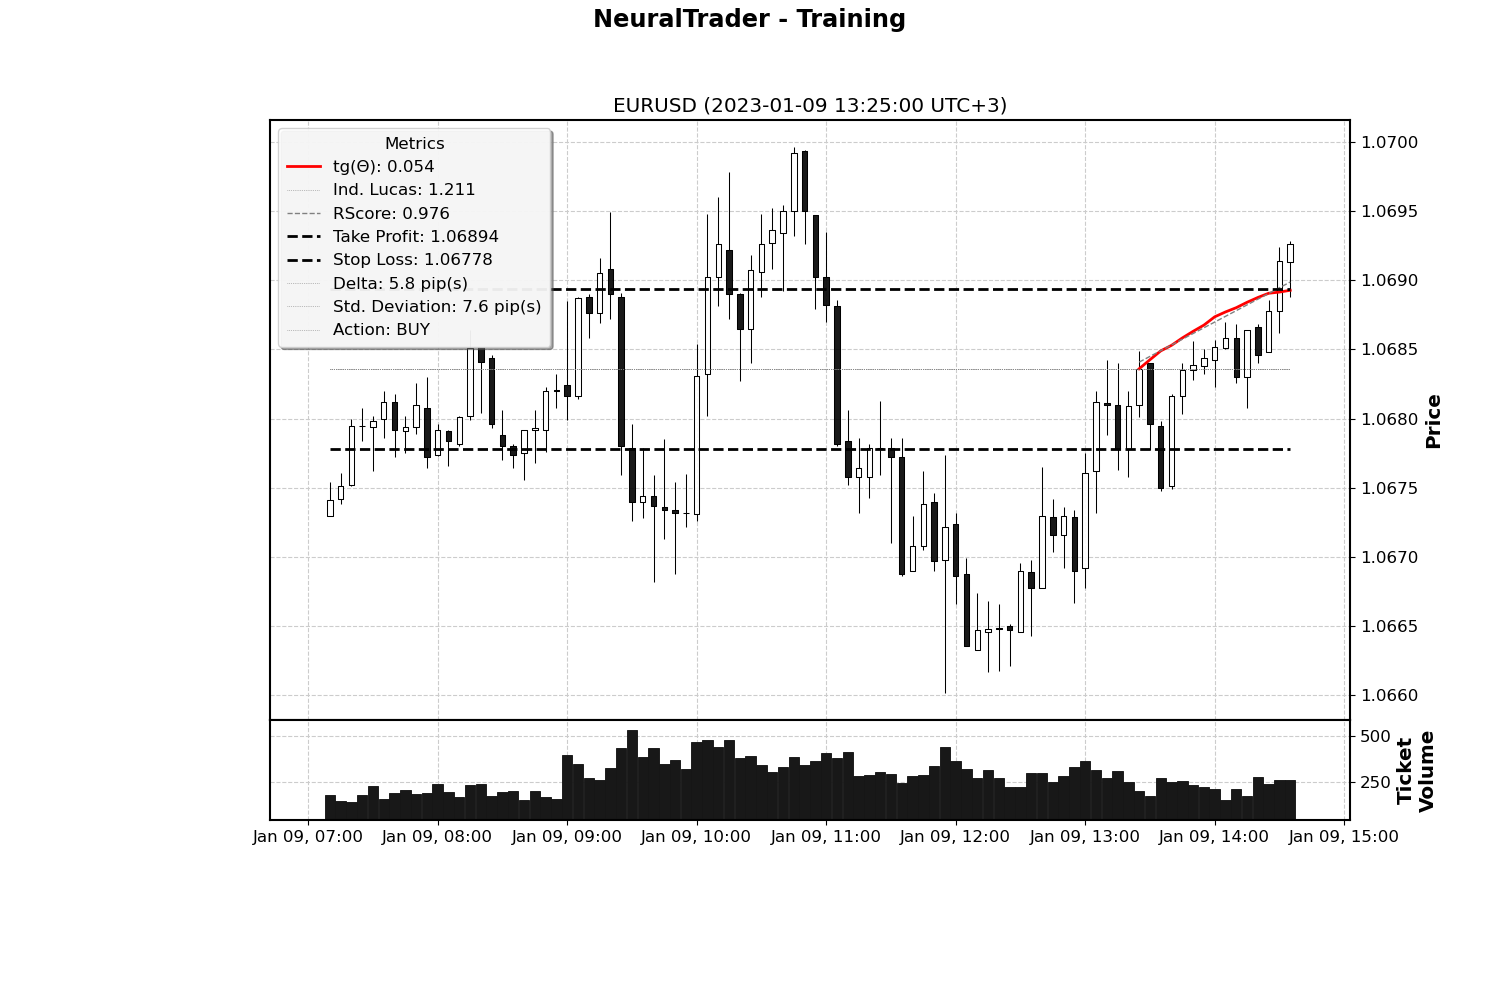 NeuralTrader - Training
EURUSD (2023-01-09 13:25:00 UTC+3)
Metrics
tg(Θ): 0.054
Ind. Lucas: 1.211
RScore: 0.976
Take Profit: 1.06894
Stop Loss: 1.06778
Delta: 5.8 pip(s)
Std. Deviation: 7.6 pip(s)
Action: BUY
1.0700
1.0695
1.0690
1.0685
1.0680
1.0675
1.0670
1.0665
1.0660
Price
500
250
Ticket
Volume
Jan 09, 07:00
Jan 09, 08:00
Jan 09, 09:00
Jan 09, 10:00
Jan 09, 11:00
Jan 09, 12:00
Jan 09, 13:00
Jan 09, 14:00
Jan 09, 15:00